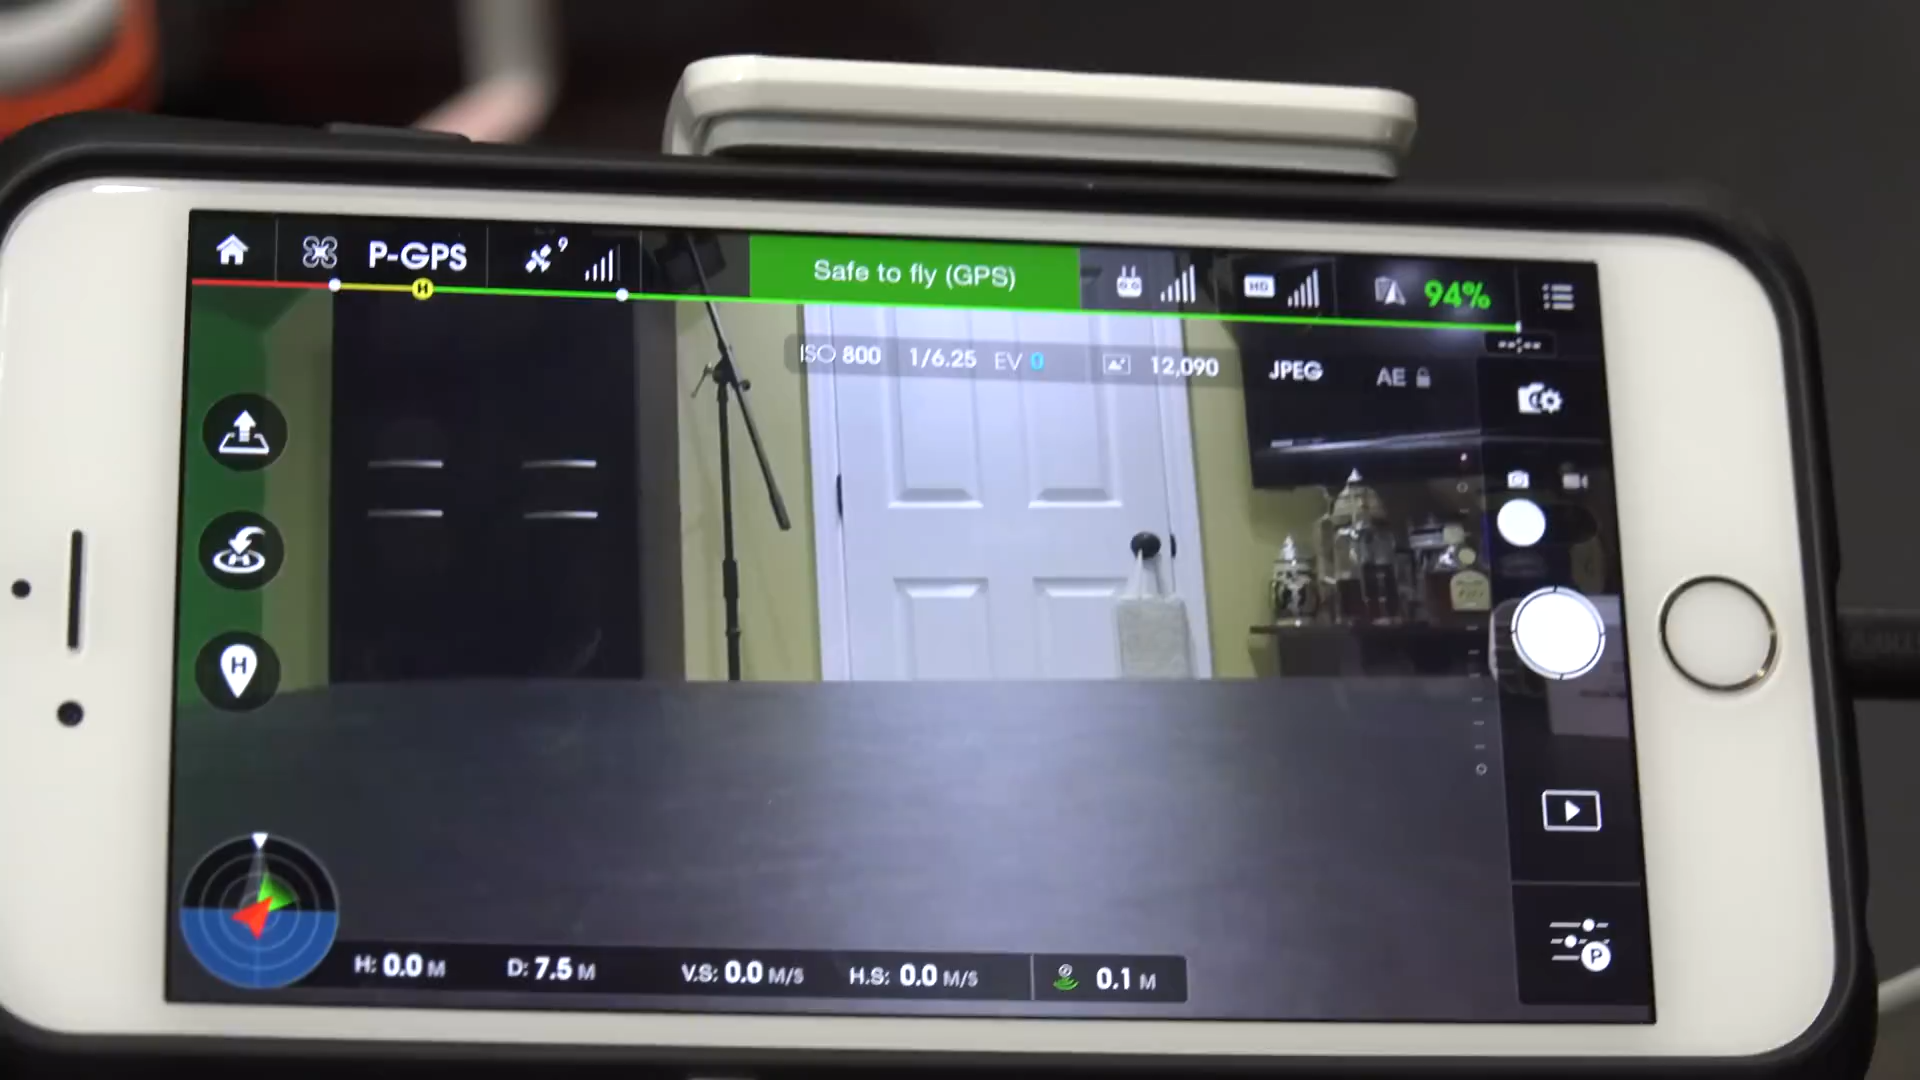 P-GPS 9 Safe to fly (GPS) HD 94%
H
ISO 800 1/6.25 EV 0 12,090 JPEG AE
H
H
P
H: 0.0 M D: 7.5 M V.S: 0.0 M/S H.S: 0.0 M/S 0.1 M